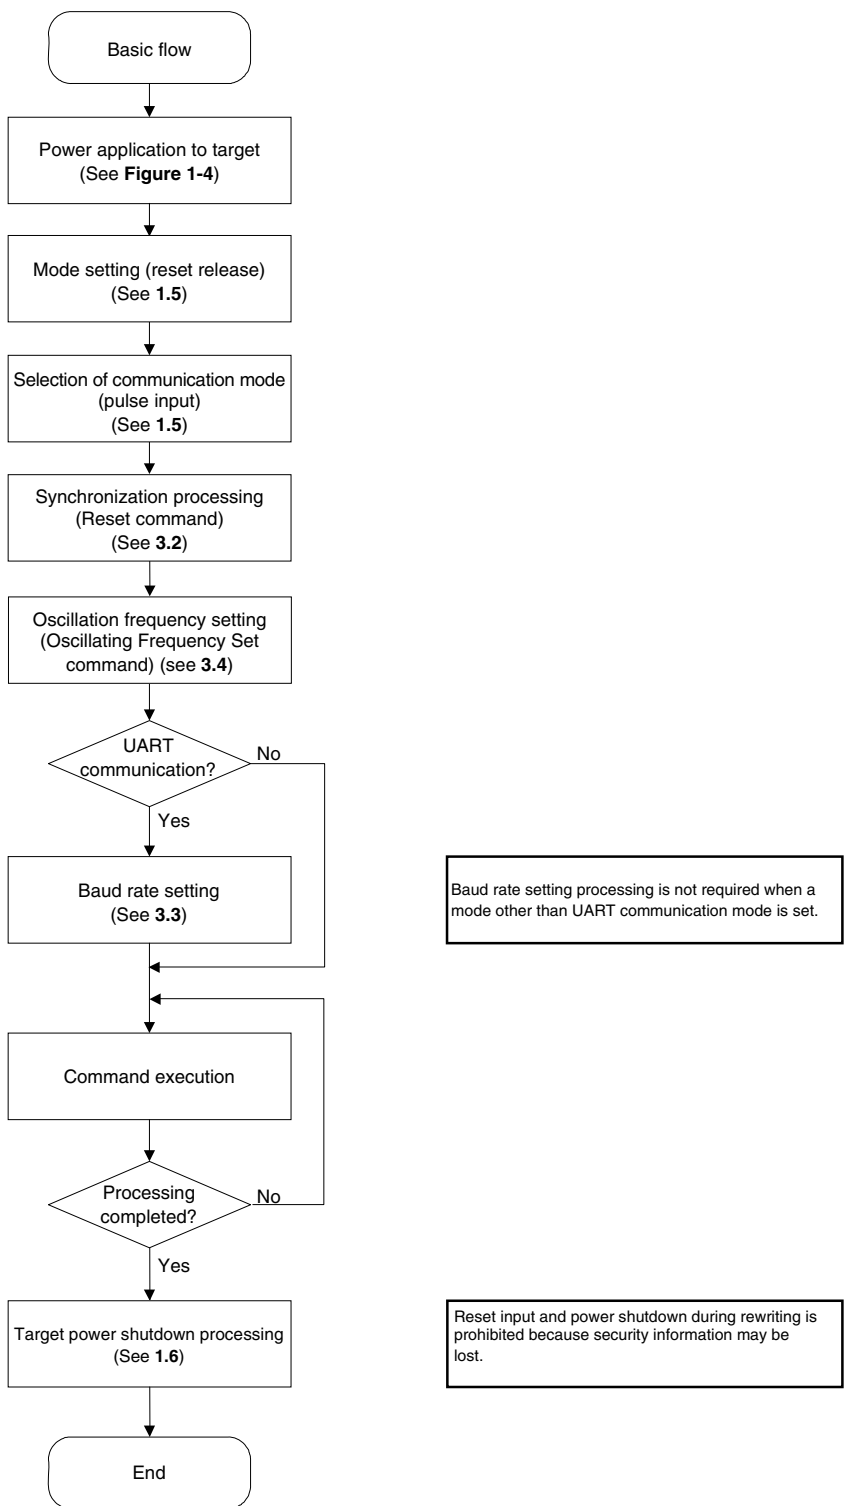 Basic flow
Power application to target
(See Figure 1-4)
Mode setting (reset release)
(See 1.5)
Selection of communication mode
(pulse input)
(See 1.5)
Synchronization processing
(Reset command)
(See 3.2)
Oscillation frequency setting
(Oscillating Frequency Set
command) (see 3.4)
UART
communication?
No
Yes
Baud rate setting
(See 3.3)
Baud rate setting processing is not required when a
mode other than UART communication mode is set.
Command execution
Processing
completed?
No
Yes
Target power shutdown processing
(See 1.6)
Reset input and power shutdown during rewriting is
prohibited because security information may be
lost.
End